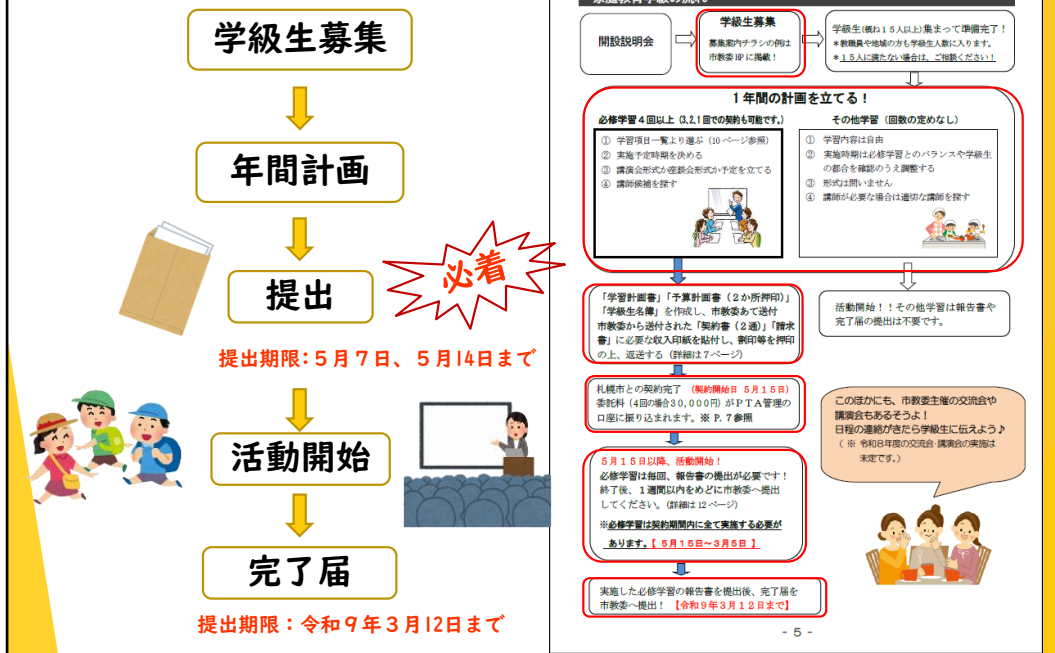 学級生募集
年間計画
提出
必着
提出期限:５月７日、５月14日まで
活動開始
完了届
提出期限：令和９年３月12日まで
家庭教育学級の流れ
開設説明会
学級生募集
募集案内チラシの例は
市教委HPに掲載！
学級生(概ね１５人以上)集まって準備完了！
＊教職員や地域の方も学級生人数に入ります。
＊１５人に満たない場合は、ご相談ください！
１年間の計画を立てる！
必修学習４回以上（3,2,1回での契約も可能です。）
① 学習項目一覧より選ぶ（10ページ参照）
② 実施予定時期を決める
③ 講演会形式か座談会形式か予定を立てる
④ 講師候補を探す
その他学習（回数の定めなし）
① 学習内容は自由
② 実施時期は必修学習とのバランスや学級生
の都合を確認のうえ調整する
③ 形式は問いません
④ 講師が必要な場合は適切な講師を探す
「学習計画書」「予算計画書（２か所押印）」
「学級生名簿」を作成し、市教委あて送付
市教委から送付された「契約書（２通）」「請求
書」に必要な収入印紙を貼付し、割印等を押印
の上、返送する（詳細は７ページ）
活動開始！！その他学習は報告書や
完了届の提出は不要です。
札幌市との契約完了 （契約開始日 ５月１５日）
委託料（4回の場合３０，０００円）がＰＴＡ管理の
口座に振り込まれます。※ P.７参照
５月１５日以降、活動開始！
必修学習は毎回、報告書の提出が必要です！
終了後、１週間以内をめどに市教委へ提出
してください。（詳細は12ページ）
※必修学習は契約期間内に全て実施する必要が
あります。【 ５月１５日～３月５日 】
このほかにも、市教委主催の交流会や
講演会もあるそうよ！
日程の連絡がきたら学級生に伝えよう♪
（ ※ 令和８年度の交流会・講演会の実施は
未定です。）
実施した必修学習の報告書を提出後、完了届を
市教委へ提出！ 【令和９年３月１２日まで】
- 5 -